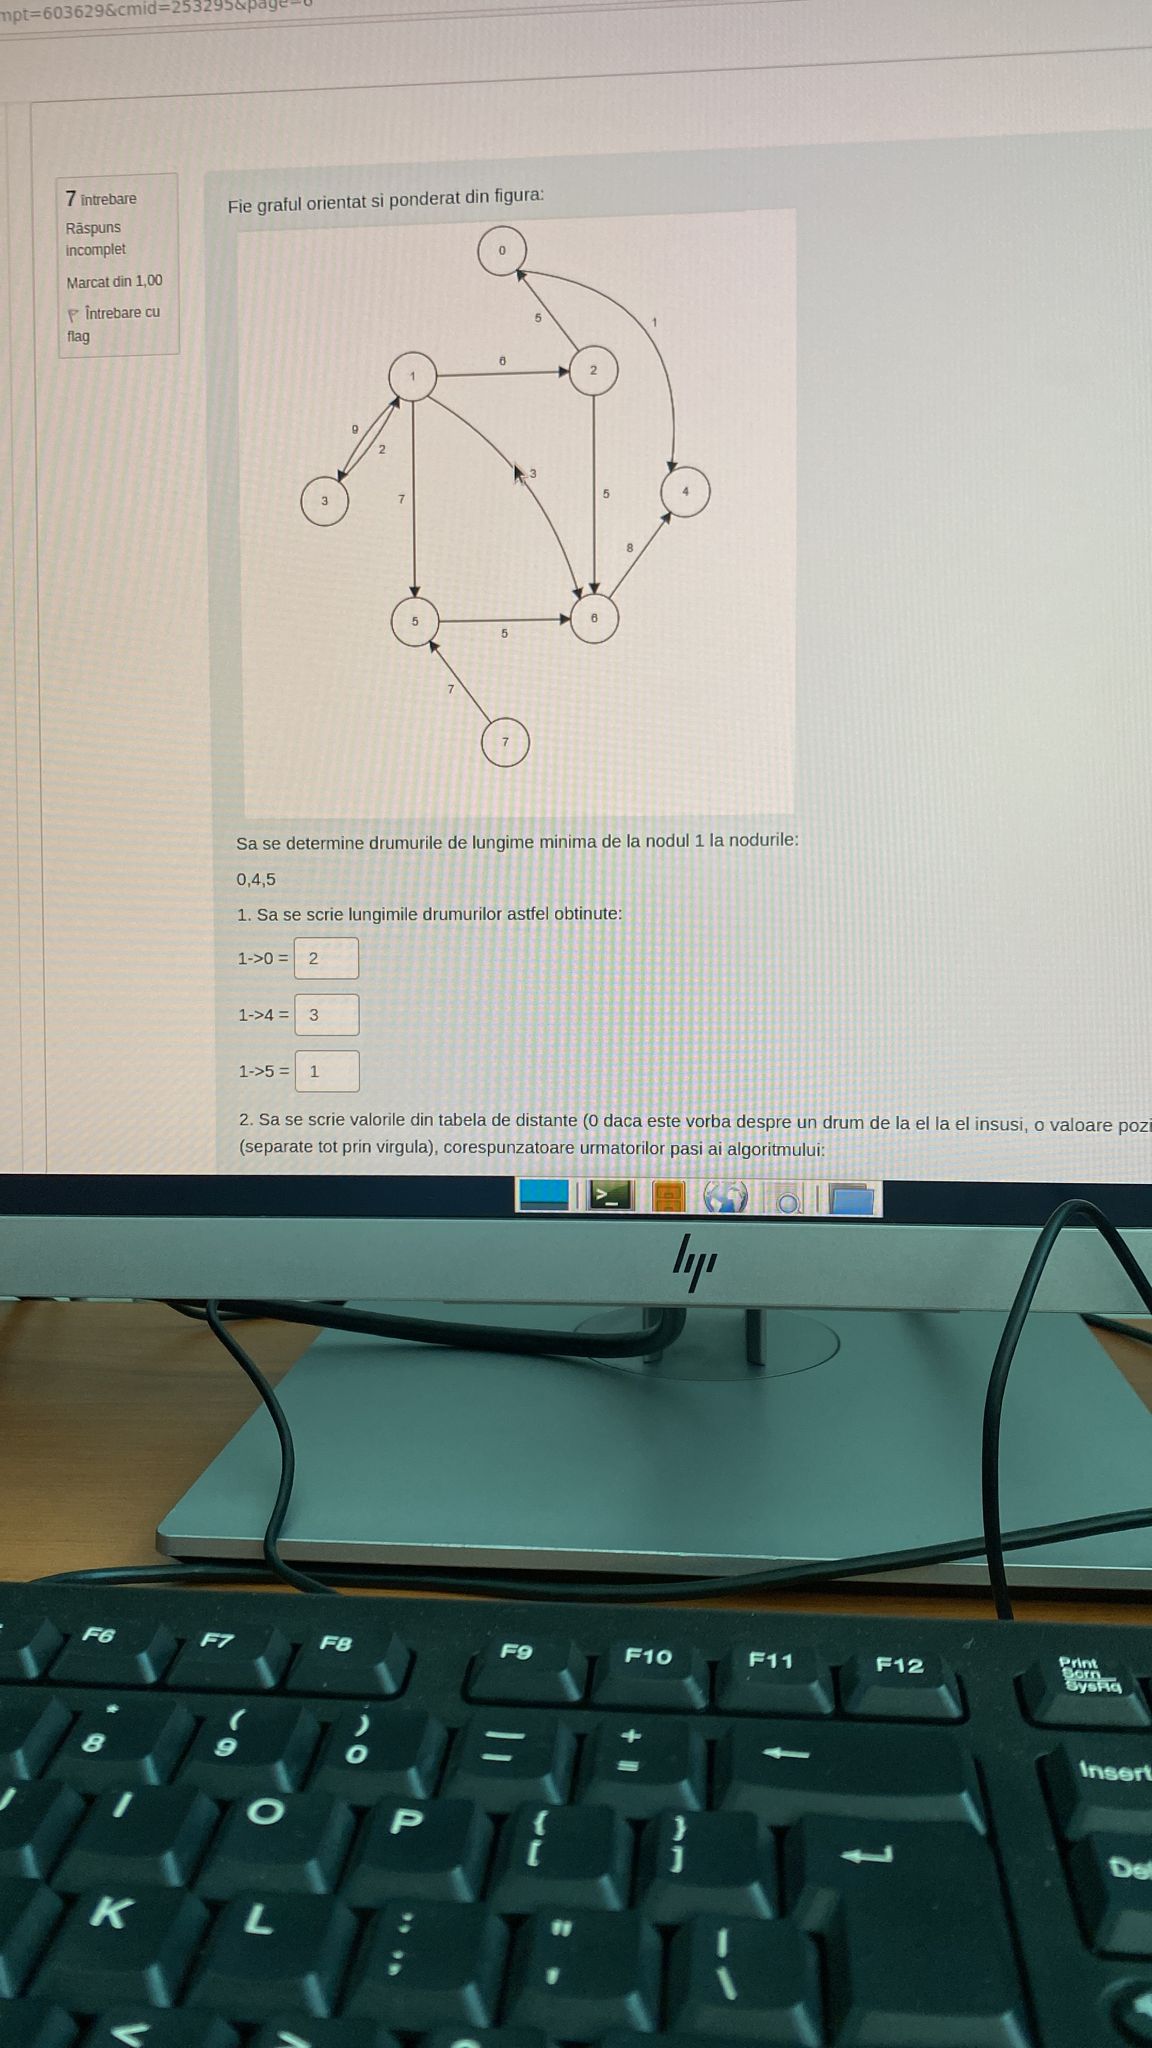 mpt=603629&cmid=253295&page=6
7 întrebare
Răspuns
incomplet
Marcat din 1,00
Întrebare cu
flag
Fie graful orientat si ponderat din figura:
0
5
1
1
6
2
9
2
3
3
7
5
4
8
5
5
6
7
7
Sa se determine drumurile de lungime minima de la nodul 1 la nodurile:
0,4,5
1. Sa se scrie lungimile drumurilor astfel obtinute:
1->0 = 2
1->4 = 3
1->5 = 1
2. Sa se scrie valorile din tabela de distante (0 daca este vorba despre un drum de la el la el insusi, o valoare pozi
(separate tot prin virgula), corespunzatoare urmatorilor pasi ai algoritmului:
>_
hp
F6 F7 F8 F9 F10 F11 F12 Print Scrn SysRq
* 8 ( 9 ) 0 — - + = Insert
I O P { [ } ] De
K L : ; " ' | \
< >